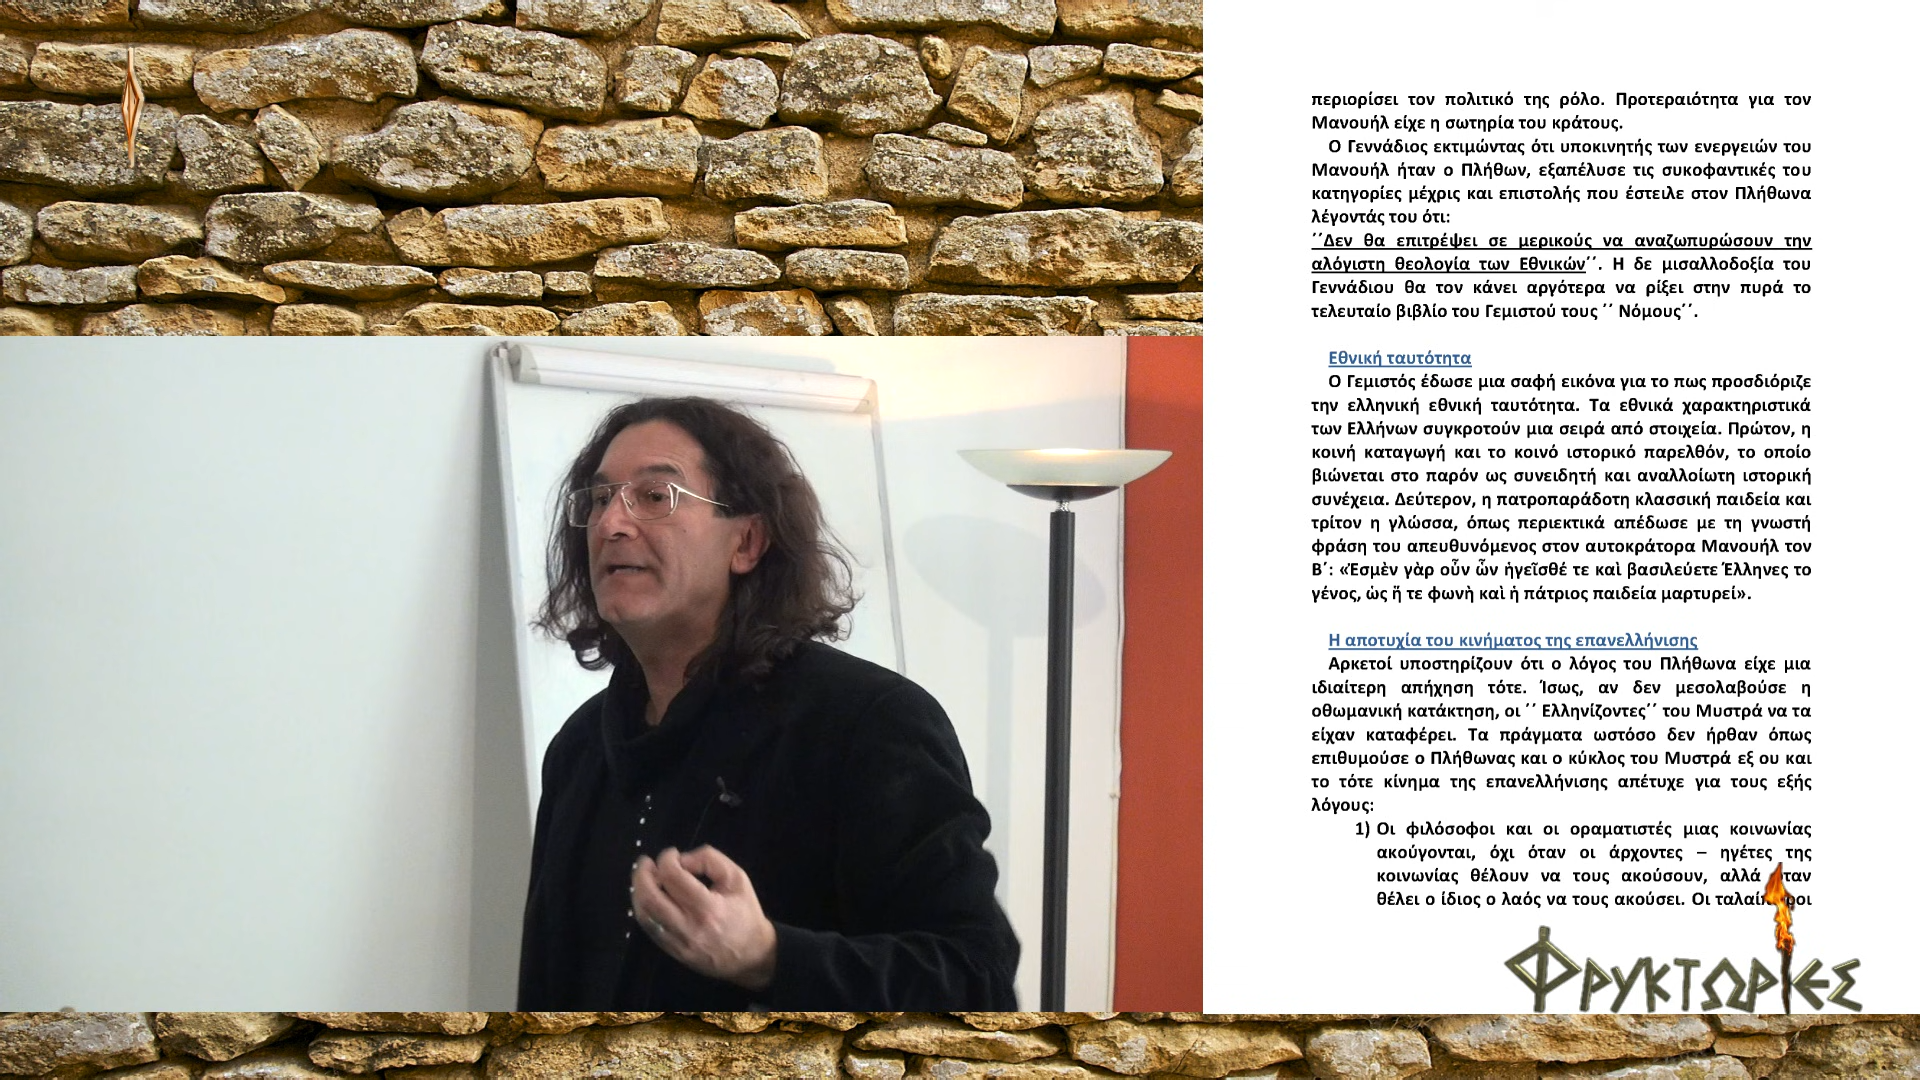 περιορίσει τον πολιτικό της ρόλο. Προτεραιότητα για τον
Μανουήλ είχε η σωτηρία του κράτους.
Ο Γεννάδιος εκτιμώντας ότι υποκινητής των ενεργειών του
Μανουήλ ήταν ο Πλήθων, εξαπέλυσε τις συκοφαντικές του
κατηγορίες μέχρις και επιστολής που έστειλε στον Πλήθωνα
λέγοντάς του ότι:
΄΄Δεν θα επιτρέψει σε μερικούς να αναζωπυρώσουν την
αλόγιστη θεολογία των Εθνικών΄΄. Η δε μισαλλοδοξία του
Γενναδίου θα τον κάνει αργότερα να ρίξει στην πυρά το
τελευταίο βιβλίο του Γεμιστού τους ΄΄ Νόμους΄΄.
Εθνική ταυτότητα
Ο Γεμιστός έδωσε μια σαφή εικόνα για το πως προσδιόριζε
την ελληνική εθνική ταυτότητα. Τα εθνικά χαρακτηριστικά
των Ελλήνων συγκροτούν μια σειρά από στοιχεία. Πρώτον, η
κοινή καταγωγή και το κοινό ιστορικό παρελθόν, το οποίο
βιώνεται στο παρόν ως συνειδητή και αναλλοίωτη ιστορική
συνέχεια. Δεύτερον, η πατροπαράδοτη κλασσική παιδεία και
τρίτον η γλώσσα, όπως περιεκτικά απέδωσε με τη γνωστή
φράση του απευθυνόμενος στον αυτοκράτορα Μανουήλ τον
Β΄: «Ἐσμὲν γὰρ οὖν ὧν ἡγεῖσθέ τε καὶ βασιλεύετε Ἕλληνες το
γένος, ὡς ἥ τε φωνὴ καὶ ἡ πάτριος παιδεία μαρτυρεί».
Η αποτυχία του κινήματος της επανελλήνισης
Αρκετοί υποστηρίζουν ότι ο λόγος του Πλήθωνα είχε μια
ιδιαίτερη απήχηση τότε. Ίσως, αν δεν μεσολαβούσε η
οθωμανική κατάκτηση, οι ΄΄ Ελληνίζοντες΄΄ του Μυστρά να τα
είχαν καταφέρει. Τα πράγματα ωστόσο δεν ήρθαν όπως
επιθυμούσε ο Πλήθωνας και ο κύκλος του Μυστρά εξ ου και
το τότε κίνημα της επανελλήνισης απέτυχε για τους εξής
λόγους:
1) Οι φιλόσοφοι και οι οραματιστές μιας κοινωνίας
ακούγονται, όχι όταν οι άρχοντες – ηγέτες της
κοινωνίας θέλουν να τους ακούσουν, αλλά όταν
θέλει ο ίδιος ο λαός να τους ακούσει. Οι
ΦΡΥΚΤΩΡΙΕΣ